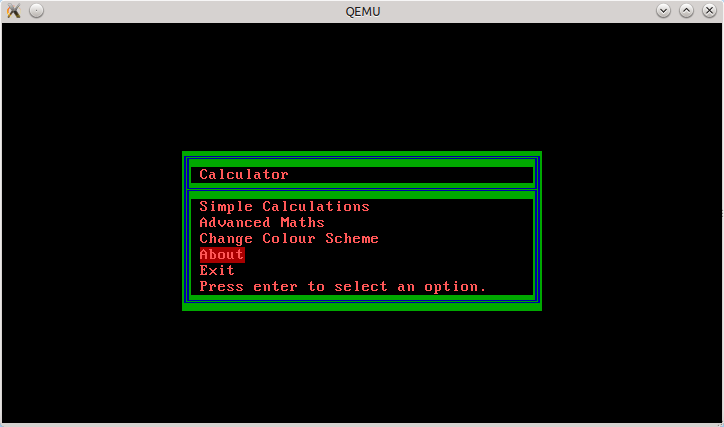 QEMU
Calculator
Simple Calculations
Advanced Maths
Change Colour Scheme
About
Exit
Press enter to select an option.